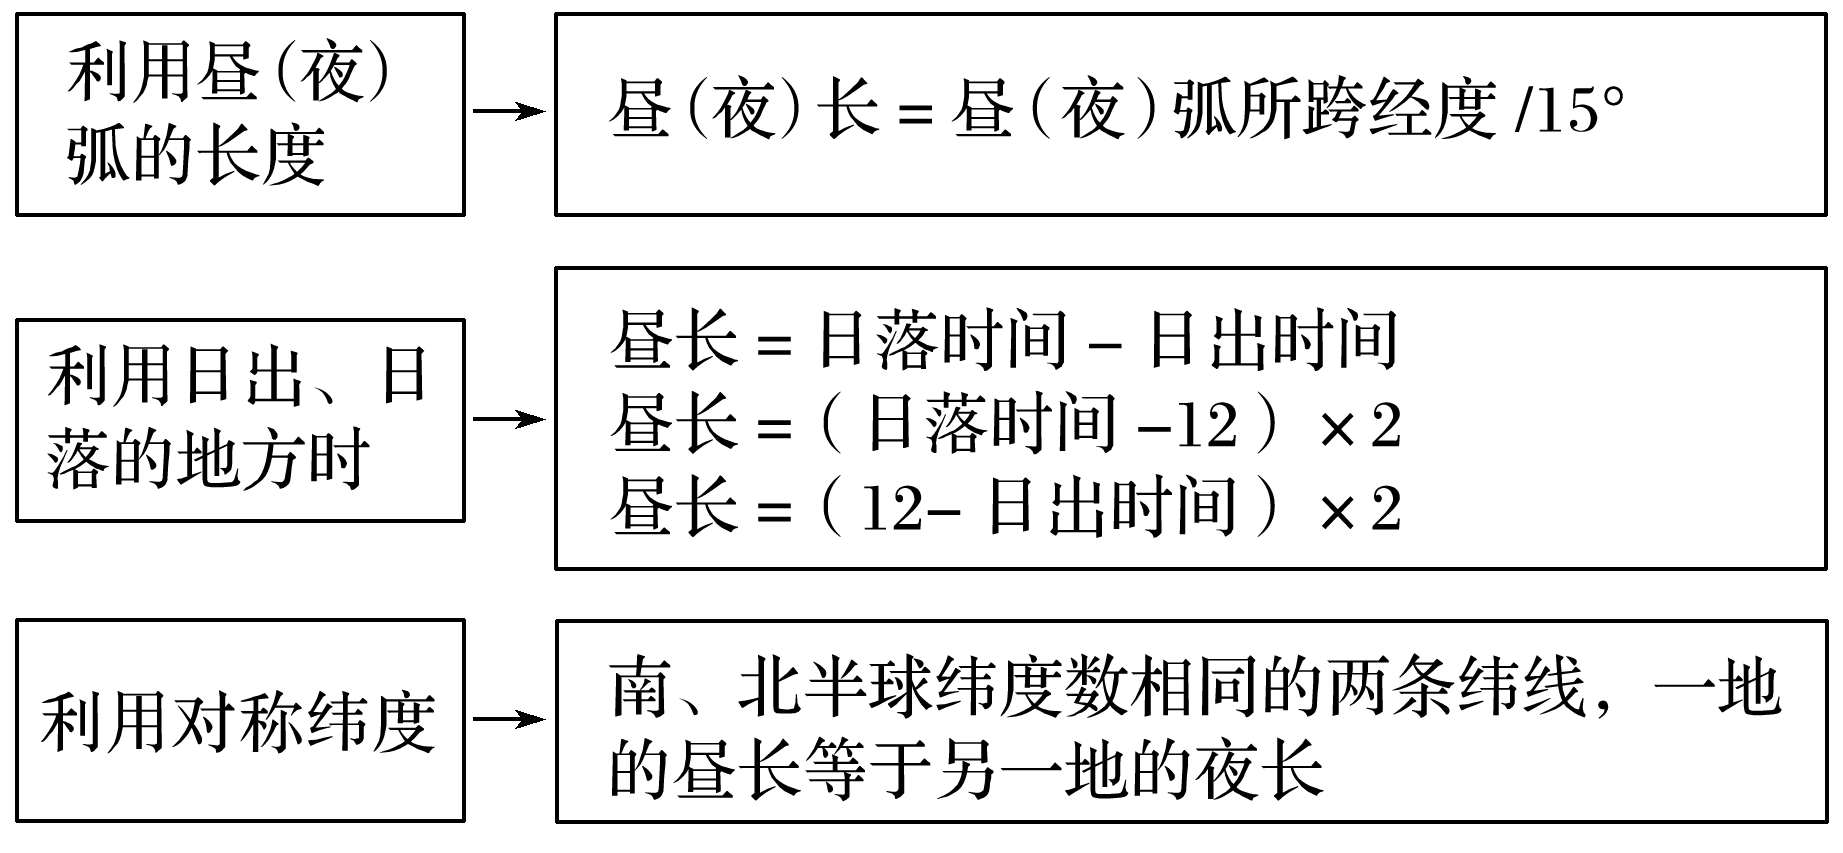 利用昼(夜)
弧的长度
昼(夜)长=昼(夜)弧所跨经度/15°
利用日出、日
落的地方时
昼长=日落时间-日出时间
昼长=(日落时间-12)×2
昼长=(12-日出时间)×2
利用对称纬度
南、北半球纬度数相同的两条纬线，一地
的昼长等于另一地的夜长